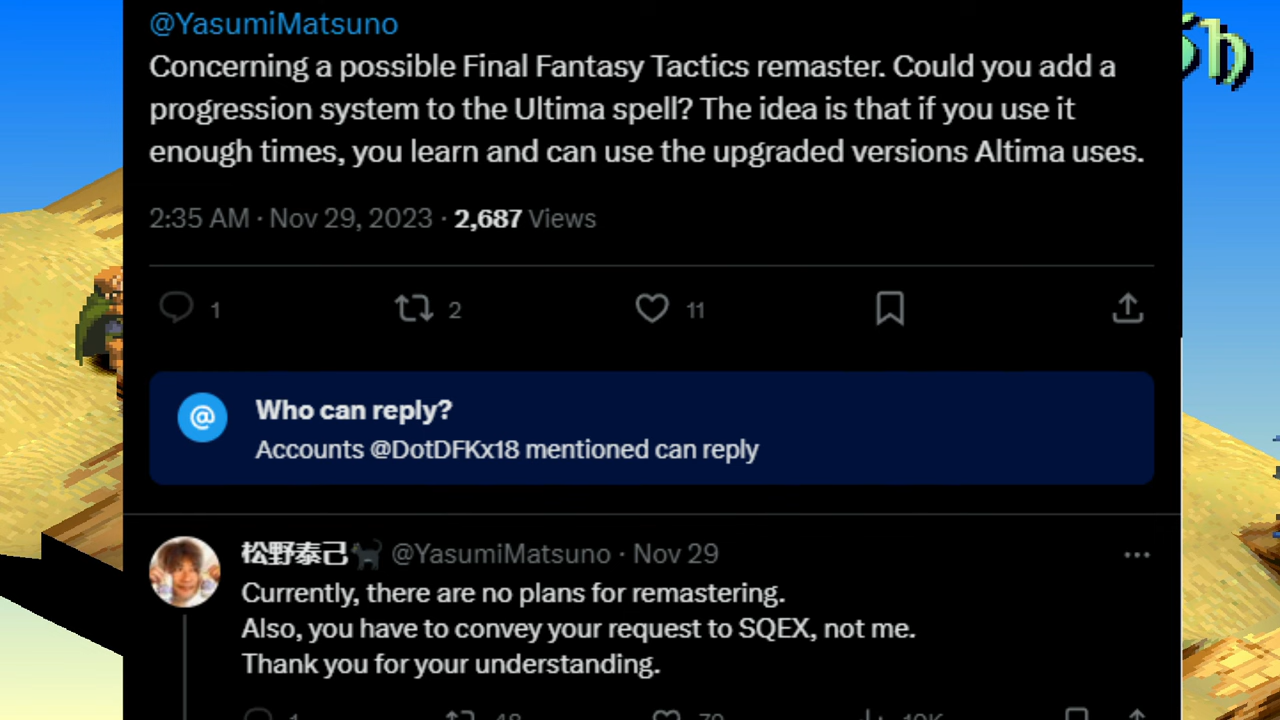 @YasumiMatsuno
Concerning a possible Final Fantasy Tactics remaster. Could you add a
progression system to the Ultima spell? The idea is that if you use it
enough times, you learn and can use the upgraded versions Altima uses.
2:35 AM · Nov 29, 2023 · 2,687 Views
1 2 11
@ Who can reply?
Accounts @DotDFKx18 mentioned can reply
松野泰己🐈‍⬛ @YasumiMatsuno · Nov 29
Currently, there are no plans for remastering.
Also, you have to convey your request to SQEX, not me.
Thank you for your understanding.